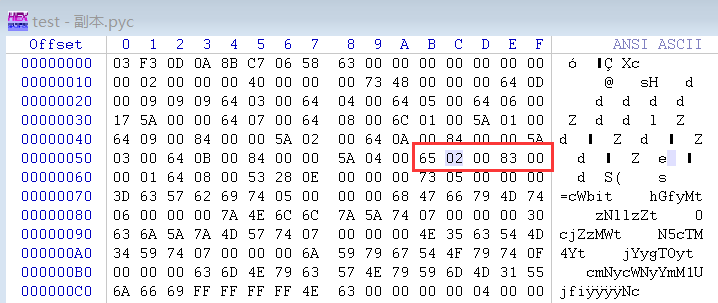 HEX test - 副本.pyc
Offset 0 1 2 3 4 5 6 7 8 9 A B C D E F ANSI ASCII
00000000 03 F3 0D 0A 8B C7 06 58 63 00 00 00 00 00 00 00 ó ‹Ç Xc
00000010 00 02 00 00 00 40 00 00 00 73 48 00 00 00 64 0D @ sH d
00000020 00 09 09 09 64 03 00 64 04 00 64 05 00 64 06 00 d d d d
00000030 17 5A 00 00 64 07 00 64 08 00 6C 01 00 5A 01 00 Z d d l Z
00000040 64 09 00 84 00 00 5A 02 00 64 0A 00 84 00 00 5A d Z d Z
00000050 03 00 64 0B 00 84 00 00 5A 04 00 65 02 00 83 00 d Z e
00000060 00 01 64 08 00 53 28 0E 00 00 00 73 05 00 00 00 d S( s
00000070 3D 63 57 62 69 74 05 00 00 00 68 47 66 79 4D 74 =cWbit hGfyMt
00000080 06 00 00 00 7A 4E 6C 6C 7A 5A 74 07 00 00 00 30 zNllzZt 0
00000090 63 6A 5A 7A 4D 57 74 07 00 00 00 4E 35 63 54 4D cjZzMWt N5cTM
000000A0 34 59 74 07 00 00 00 6A 59 79 67 54 4F 79 74 0F 4Yt jYygTOyt
000000B0 00 00 00 63 6D 4E 79 63 57 4E 79 59 6D 4D 31 55 cmNycWNyYmM1U
000000C0 6A 66 69 FF FF FF FF 4E 63 00 00 00 00 04 00 00 jfiÿÿÿÿNc